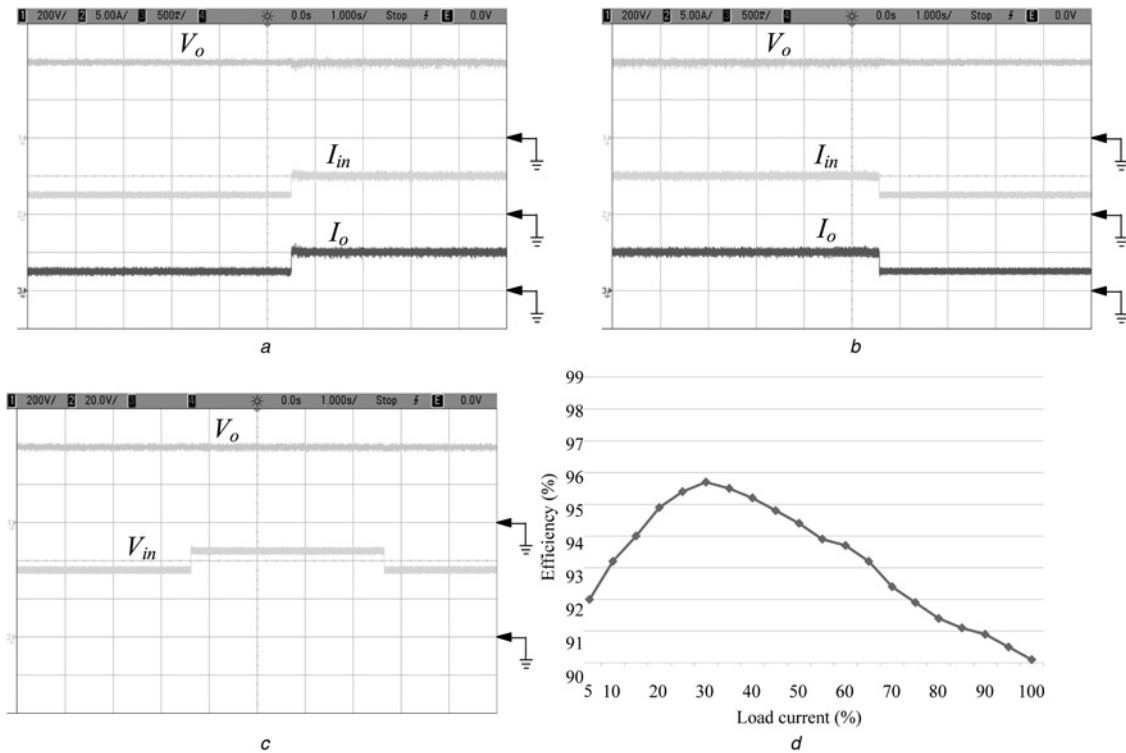 1 200V/ 2 5.00A/ 3 500m/ 4 0.0s 1.000s/ Stop E 0.0V
Vo
Iin
Io
a
1 200V/ 2 5.00A/ 3 500m/ 4 0.0s 1.000s/ Stop E 0.0V
Vo
Iin
Io
b
1 200V/ 2 20.0V/ 3 4 0.0s 1.000s/ Stop E 0.0V
Vo
Vin
c
99
98
97
96
95
94
93
92
91
90
Efficiency (%)
5 10 20 30 40 50 60 70 80 90 100
Load current (%)
d